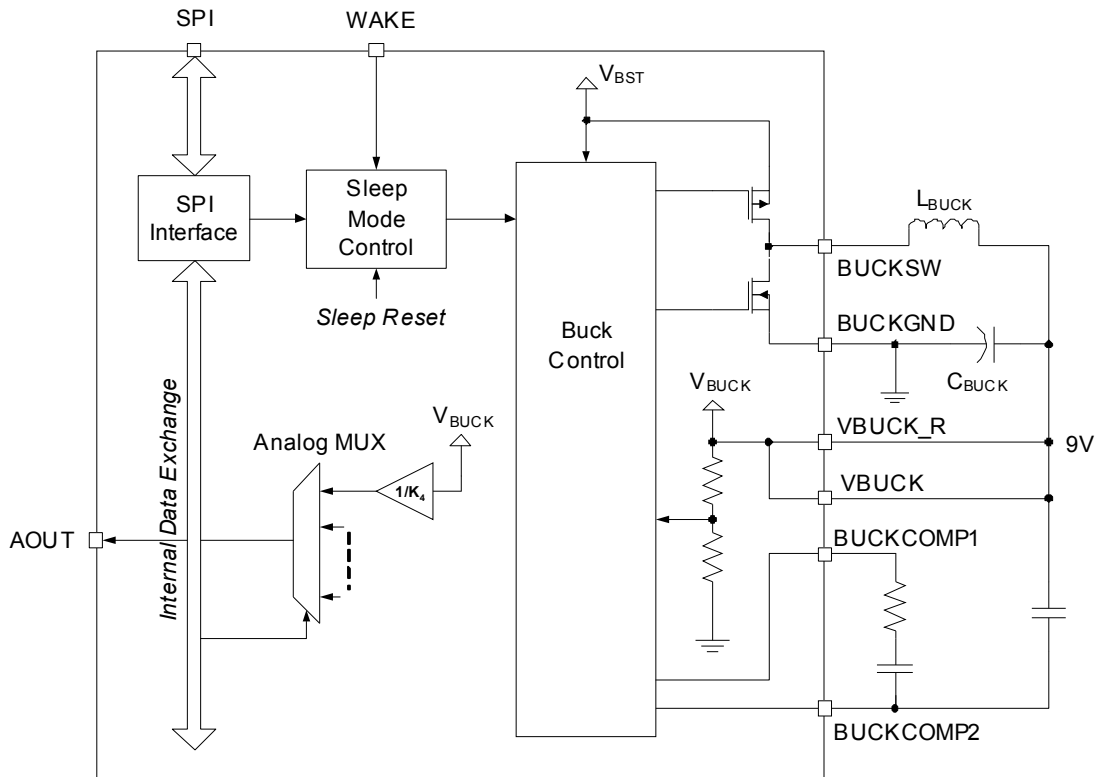 SPI
WAKE
VBST
SPI
Interface
Sleep
Mode
Control
LBUCK
BUCKSW
Sleep Reset
Buck
Control
BUCKGND
CBUCK
VBUCK
VBUCK
Analog MUX
VBUCK_R
9V
1/K4
VBUCK
AOUT
Internal Data Exchange
BUCKCOMP1
BUCKCOMP2